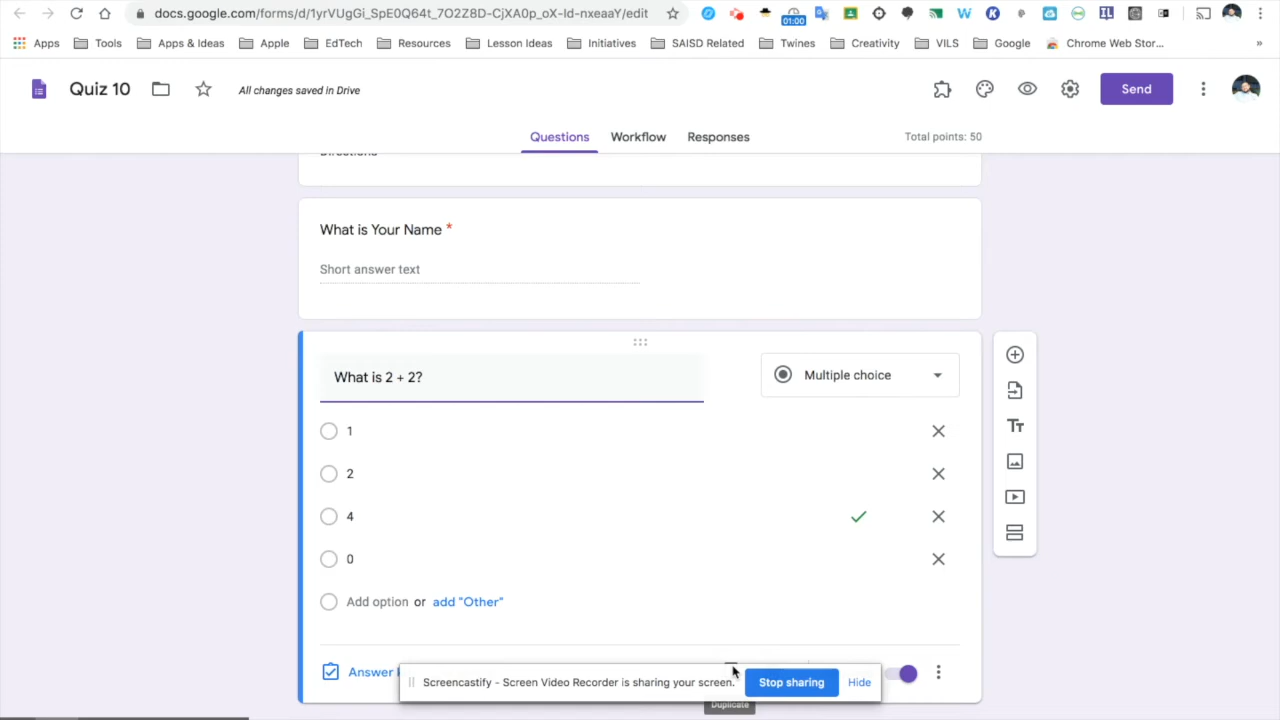 docs.google.com/forms/d/1yrVUgGi_SpE0Q64t_7O2Z8D-CjXA0p_oX-ld-nxeaaY/edit
01:00
Apps Tools Apps & Ideas Apple EdTech Resources Lesson Ideas Initiatives SAISD Related Twines Creativity VILS Google Chrome Web Stor... »
Quiz 10 All changes saved in Drive Send
Questions Workflow Responses Total points: 50
Directions
What is Your Name *
Short answer text
What is 2 + 2? Multiple choice
1
2
4
0
Add option or add "Other"
Answer
Screencastify - Screen Video Recorder is sharing your screen. Stop sharing Hide
Duplicate